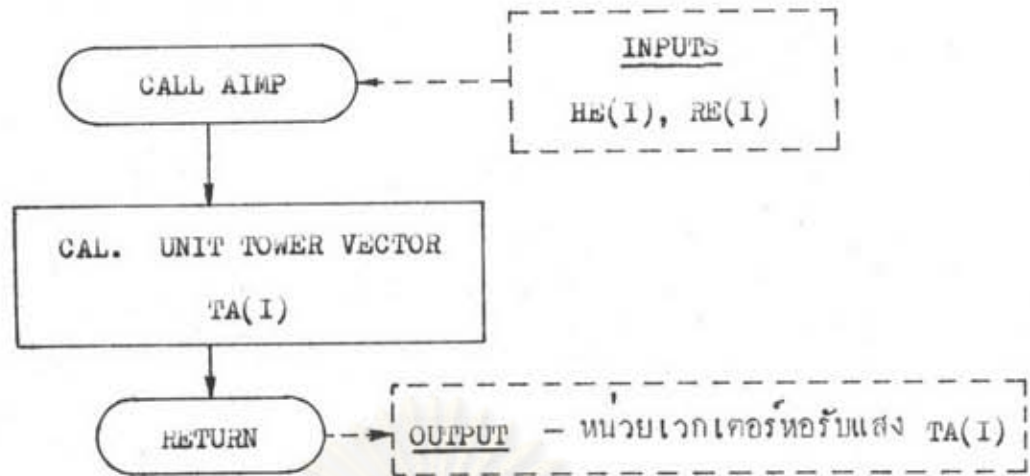 INPUTS
CALL AIMP
HE(I), RE(I)
CAL. UNIT TOWER VECTOR
TA(I)
RETURN
OUTPUT - หน่วยเวกเตอร์หอรับแสง TA(I)